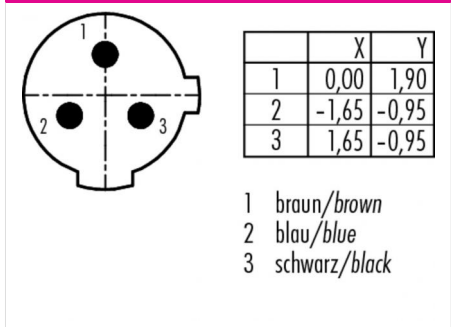 1
2
3
X Y
1 0,00 1,90
2 -1,65 -0,95
3 1,65 -0,95
1 braun/brown
2 blau/blue
3 schwarz/black